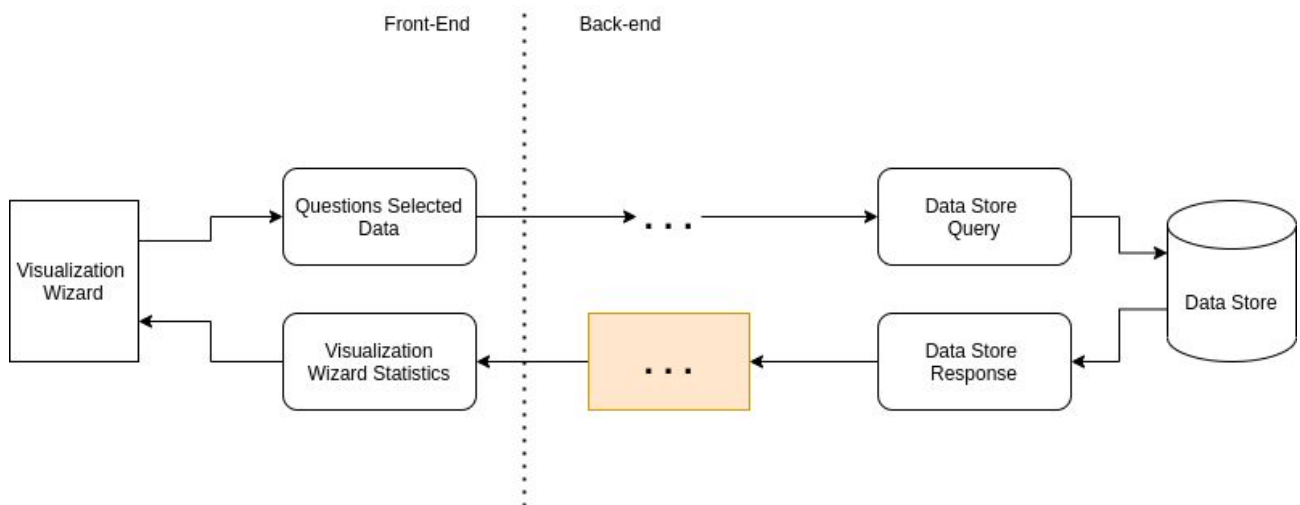 Front-End
Back-end
Questions Selected
Data
. . .
Data Store
Query
Visualization
Wizard
Data Store
Visualization
Wizard Statistics
. . .
Data Store
Response